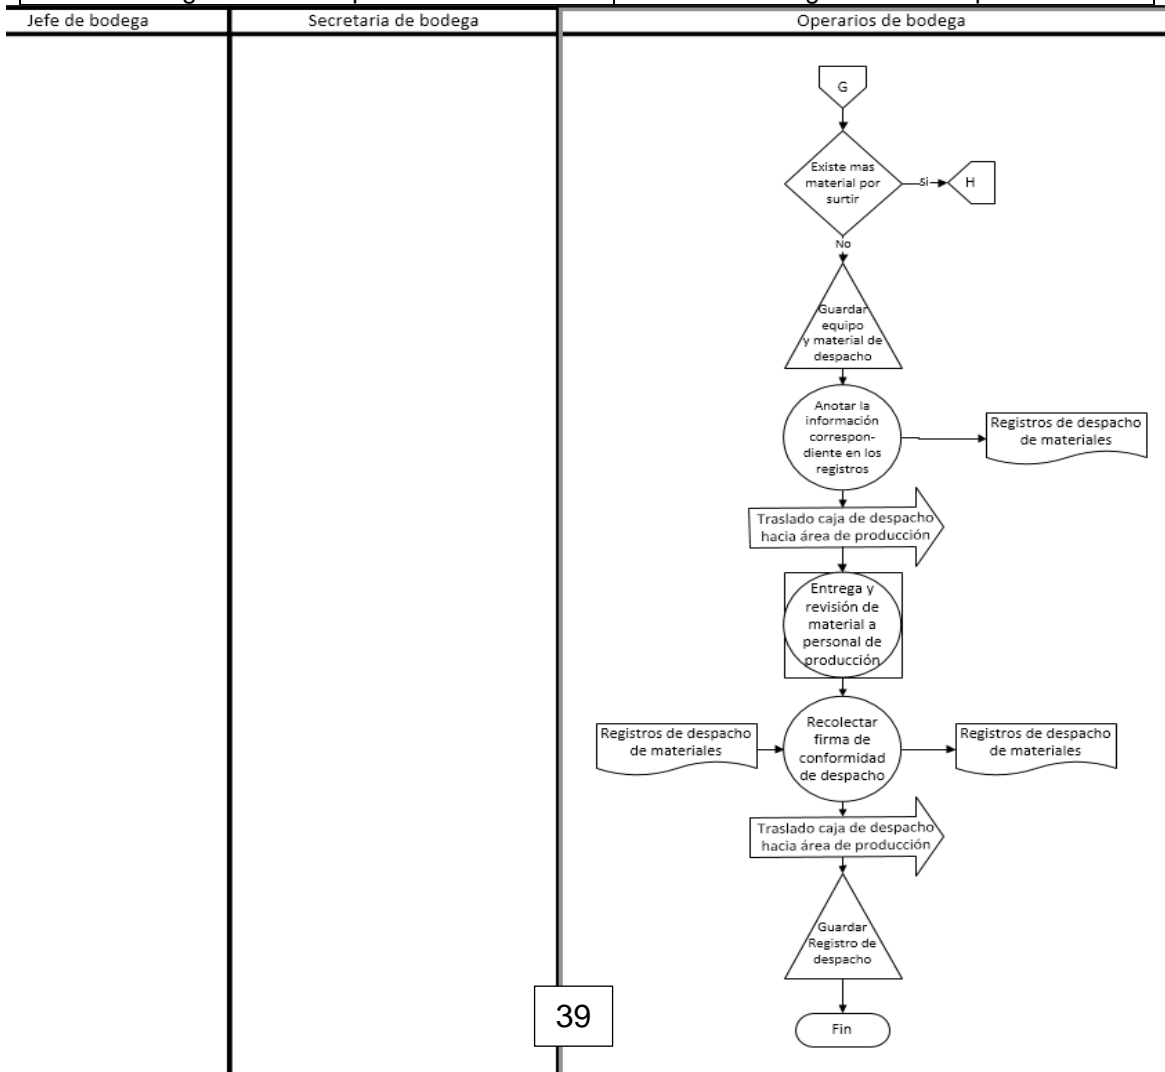 Jefe de bodega
Secretaria de bodega
Operarios de bodega
G
Existe mas
material por
surtir
Si
H
No
Guardar
equipo
y material de
despacho
Anotar la
información
correspon-
diente en los
registros
Registros de despacho
de materiales
Traslado caja de despacho
hacia área de producción
Entrega y
revisión de
material a
personal de
producción
Registros de despacho
de materiales
Recolectar
firma de
conformidad
de despacho
Registros de despacho
de materiales
Traslado caja de despacho
hacia área de producción
Guardar
Registro de
despacho
39
Fin